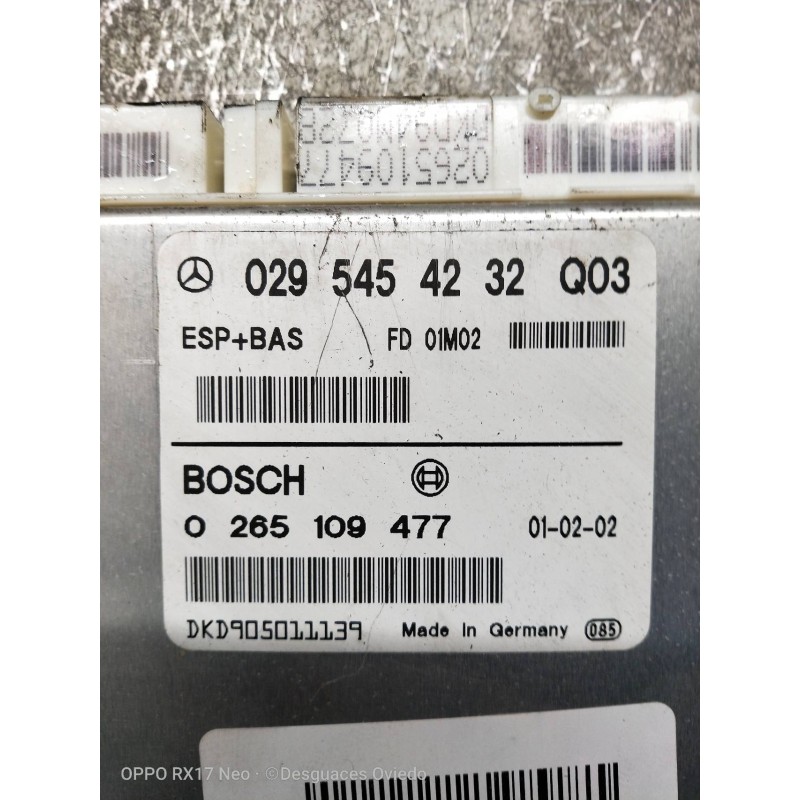 0265109477
029 545 42 32 Q03
ESP+BAS FD 01M02
BOSCH
0 265 109 477 01-02-02
DKD905011139 Made in Germany 085
OPPO RX17 Neo · ©Desguaces Oviedo